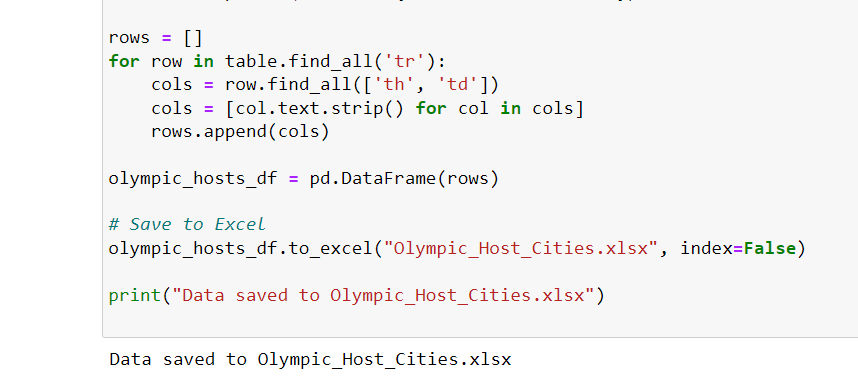 rows = []
for row in table.find_all('tr'):
    cols = row.find_all(['th', 'td'])
    cols = [col.text.strip() for col in cols]
    rows.append(cols)
olympic_hosts_df = pd.DataFrame(rows)
# Save to Excel
olympic_hosts_df.to_excel("Olympic_Host_Cities.xlsx", index=False)
print("Data saved to Olympic_Host_Cities.xlsx")
Data saved to Olympic_Host_Cities.xlsx